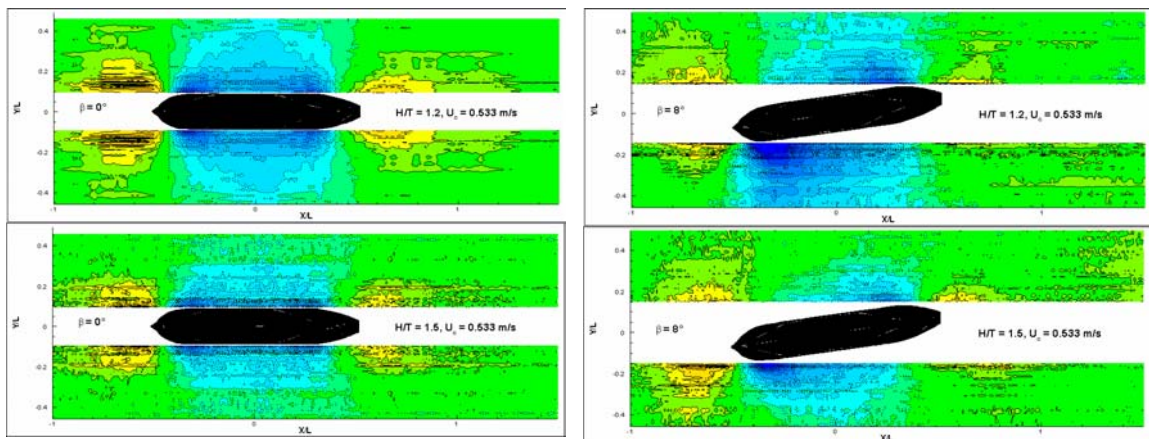 0.4
0.2
Y/L
0
-0.2
-0.4
β = 0°
H/T = 1.2, U c = 0.533 m/s
-1
0
1
X/L
0.4
0.2
Y/L
0
-0.2
-0.4
β = 8°
H/T = 1.2, U c = 0.533 m/s
-1
0
1
X/L
0.4
0.2
Y/L
0
-0.2
-0.4
β = 0°
H/T = 1.5, U c = 0.533 m/s
-1
0
1
X/L
0.4
0.2
Y/L
0
-0.2
-0.4
β = 8°
H/T = 1.5, U c = 0.533 m/s
-1
0
1
X/L